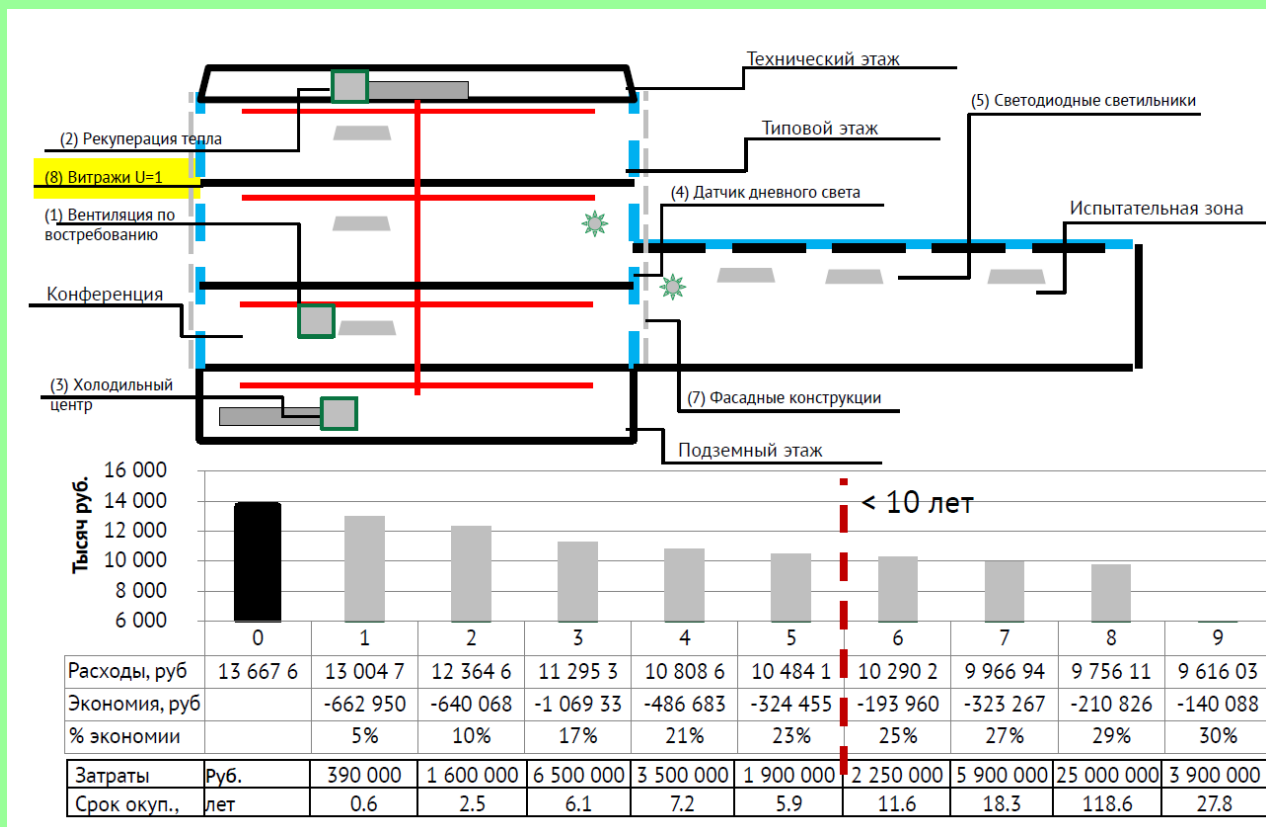 Технический этаж
(5) Светодиодные светильники
Типовой этаж
(2) Рекуперация тепла
(8) Витражи U=1
(4) Датчик дневного света
(1) Вентиляция по
востребованию
Испытательная зона
Конференция
(3) Холодильный
центр
(7) Фасадные конструкции
Подземный этаж
Тысяч руб.
16 000
14 000
12 000
10 000
8 000
6 000
< 10 лет
0 1 2 3 4 5 6 7 8 9
Расходы, руб 13 667 6 13 004 7 12 364 6 11 295 3 10 808 6 10 484 1 10 290 2 9 966 94 9 756 11 9 616 03
Экономия, руб -662 950 -640 068 -1 069 33 -486 683 -324 455 -193 960 -323 267 -210 826 -140 088
% экономии 5% 10% 17% 21% 23% 25% 27% 29% 30%
Затраты Руб. 390 000 1 600 000 6 500 000 3 500 000 1 900 000 2 250 000 5 900 000 25 000 000 3 900 000
Срок окуп., лет 0.6 2.5 6.1 7.2 5.9 11.6 18.3 118.6 27.8